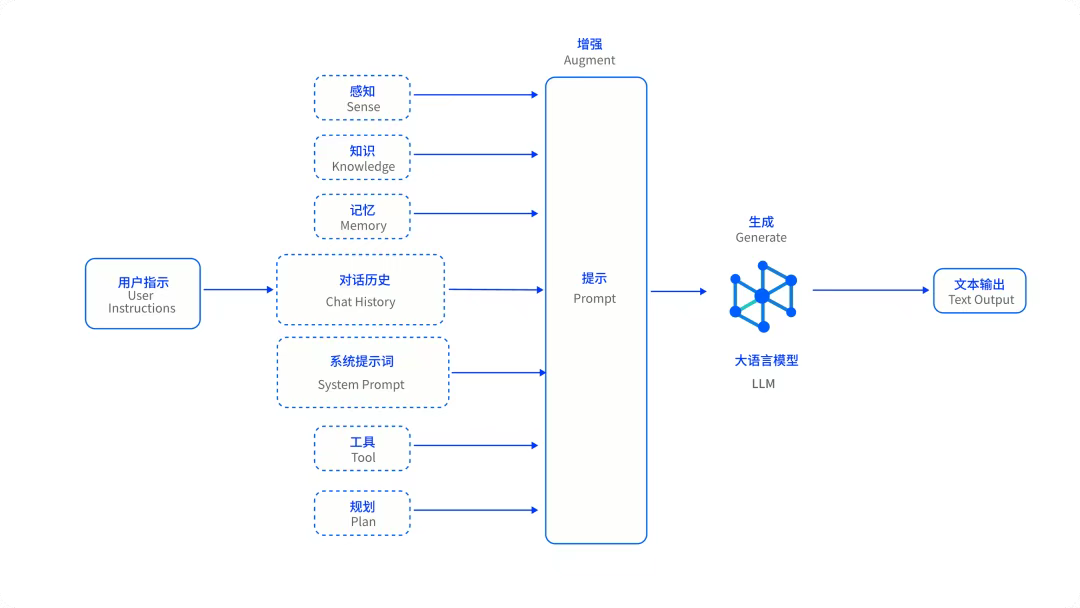 增强
Augment
感知
Sense
知识
Knowledge
记忆
Memory
用户指示
User
Instructions
对话历史
Chat History
系统提示词
System Prompt
工具
Tool
规划
Plan
提示
Prompt
生成
Generate
大语言模型
LLM
文本输出
Text Output